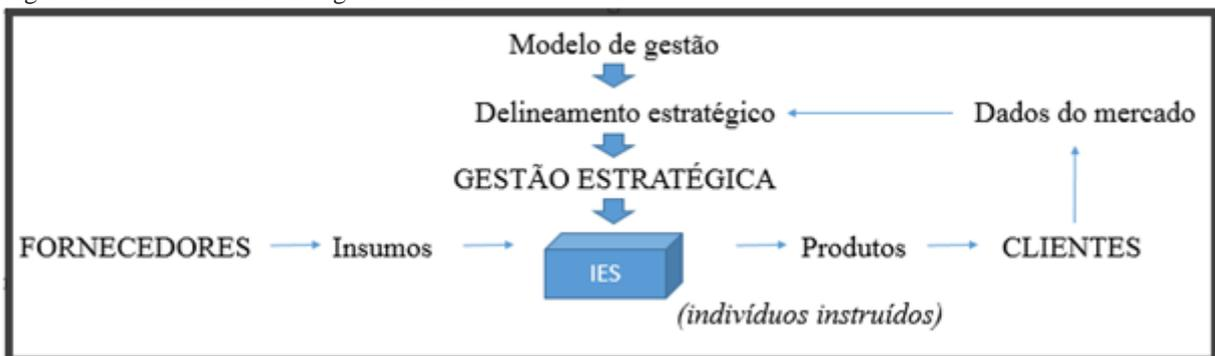 Modelo de gestão
Delineamento estratégico
Dados do mercado
GESTÃO ESTRATÉGICA
FORNECEDORES
Insumos
IES
Produtos
CLIENTES
(indivíduos instruídos)